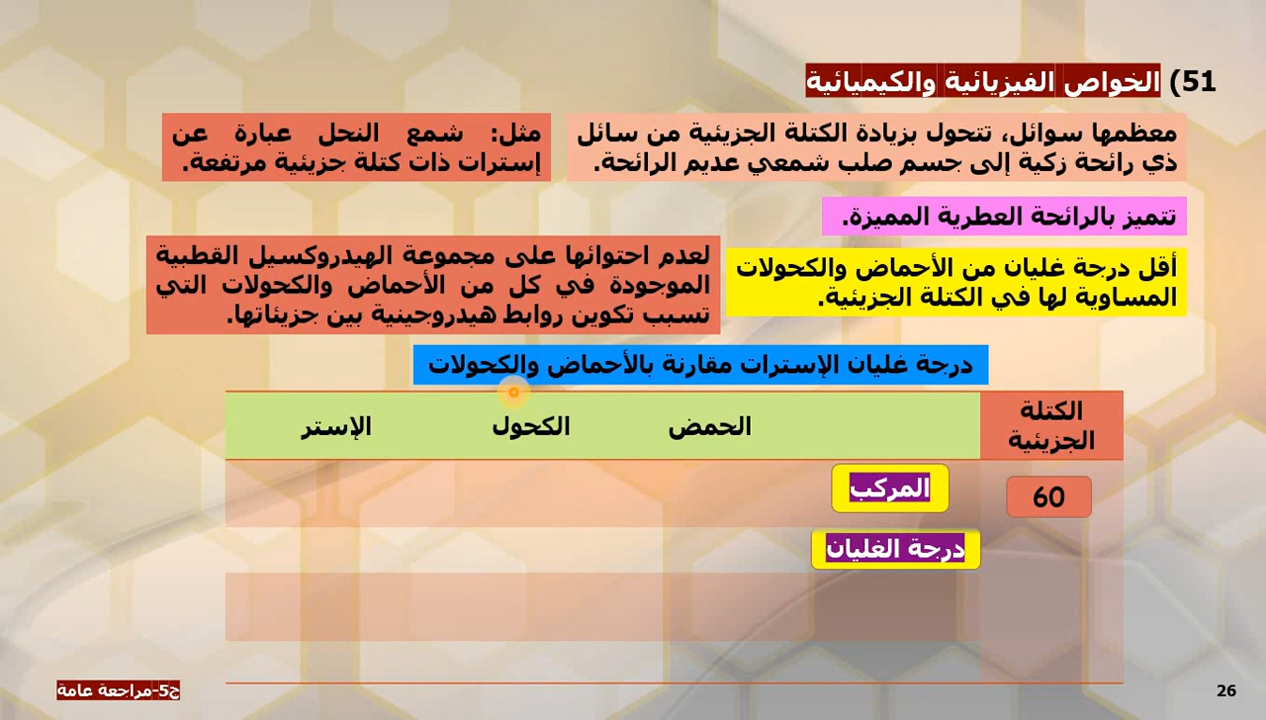 51) الخواص الفيزيائية والكيميائية
معظمها سوائل، تتحول بزيادة الكتلة الجزيئية من سائل
ذي رائحة زكية إلى جسم صلب شمعي عديم الرائحة.
مثل: شمع النحل عبارة عن
إسترات ذات كتلة جزيئية مرتفعة.
تتميز بالرائحة العطرية المميزة.
أقل درجة غليان من الأحماض والكحولات
المساوية لها في الكتلة الجزيئية.
لعدم احتوائها على مجموعة الهيدروكسيل القطبية
الموجودة في كل من الأحماض والكحولات التي
تسبب تكوين روابط هيدروجينية بين جزيئاتها.
درجة غليان الإسترات مقارنة بالأحماض والكحولات
الكتلة
الجزيئية
الحمض
الكحول
الإستر
60
المركب
درجة الغليان
ج5-مراجعة عامة
26